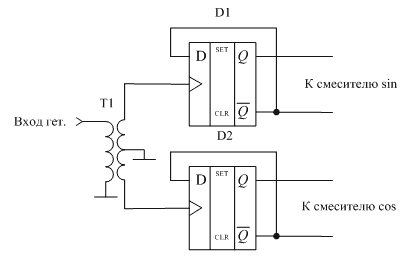 D1
D SET Q
К смесителю sin
CLR Q
T1
Вход гет.
D2
D SET Q
К смесителю cos
CLR Q